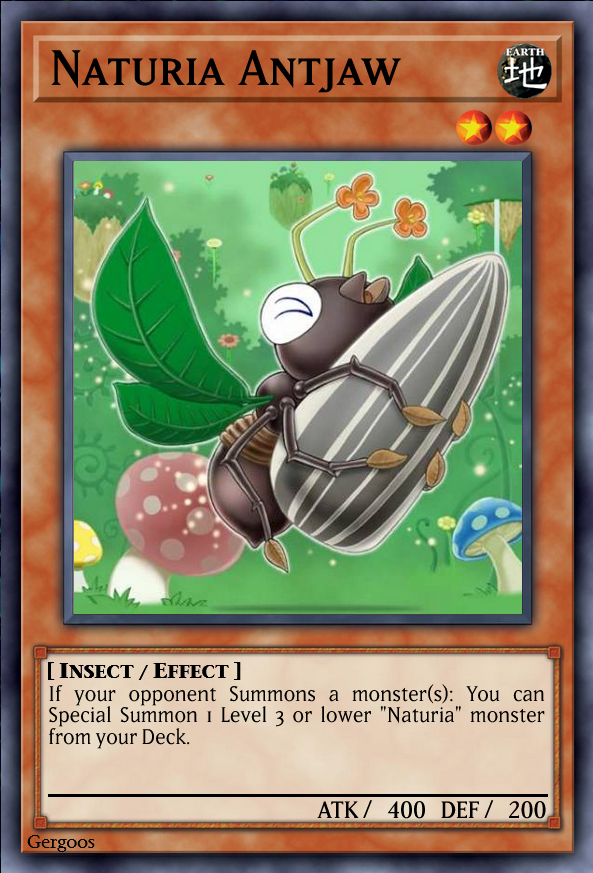 Naturia Antjaw
EARTH
地
[ Insect / Effect ]
If your opponent Summons a monster(s): You can
Special Summon 1 Level 3 or lower "Naturia" monster
from your Deck.
ATK / 400 DEF / 200
Gergoos